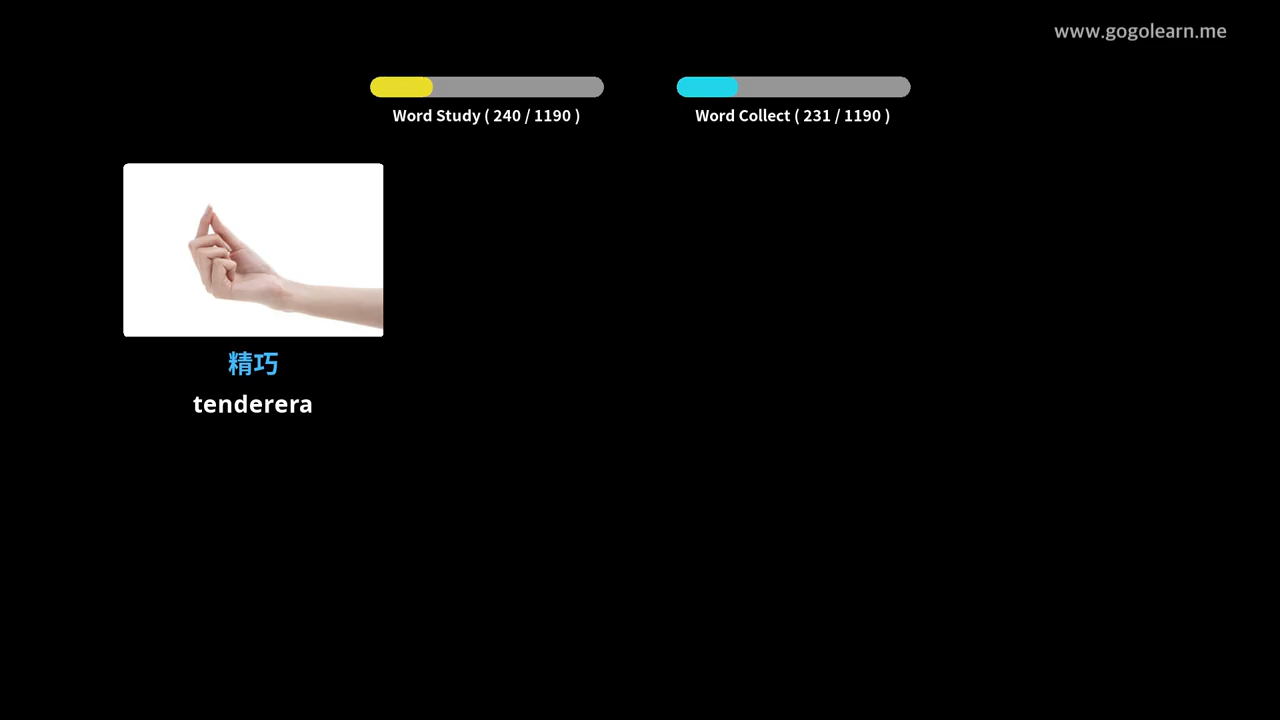 www.gogolearn.me
Word Study ( 240 / 1190 )
Word Collect ( 231 / 1190 )
精巧
tenderera